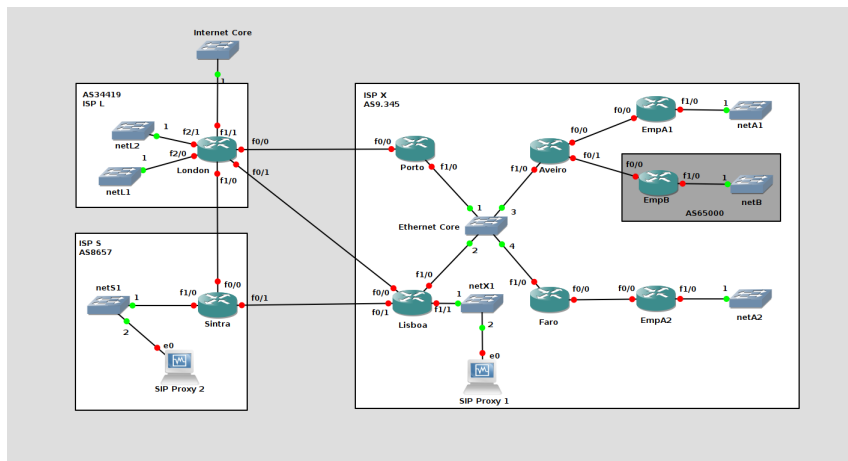 Internet Core
1
AS34419
ISP L
1
netL2
f2/1
f1/1
f0/0
1
f2/0
netL1
London
f1/0
f0/1
ISP S
AS8657
netS1
1
2
f1/0
f0/0
f0/1
Sintra
e0
SIP Proxy 2
ISP X
AS9.345
f0/0
Porto
f1/0
1
Ethernet Core
3
2
4
f1/0
f0/0
f0/1
Aveiro
f0/0
EmpA1
f1/0
1
netA1
f0/0
EmpB
f1/0
1
netB
AS65000
f1/0
f0/0
f0/1
Lisboa
f1/1
netX1
1
2
e0
SIP Proxy 1
f1/0
Faro
f0/0
f0/0
EmpA2
f1/0
1
netA2